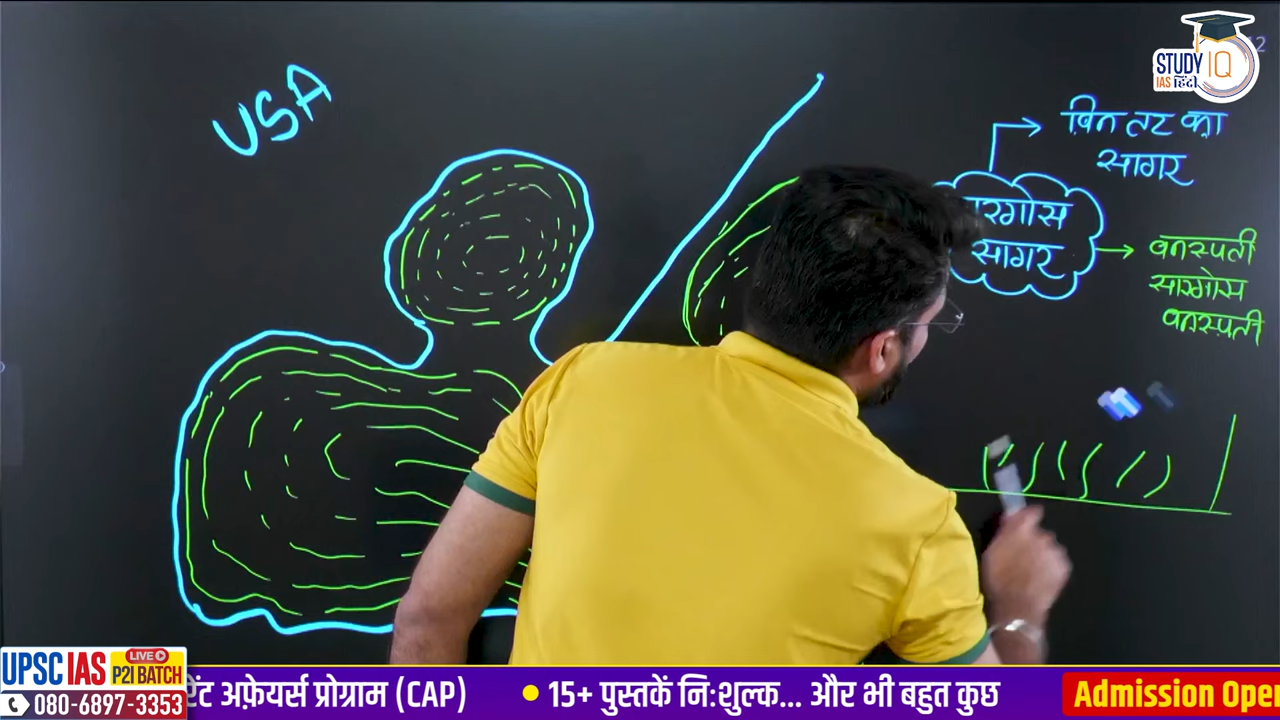 STUDY IQ
IAS हिंदी
USA
बिन तट का
सागर
रगोस
सागर
वनस्पती
सारगोस
वनस्पती
UPSC IAS
LIVE
P2I BATCH
080-6897-3353
रेंट अफ़ेयर्स प्रोग्राम (CAP)
15+ पुस्तकें निःशुल्क... और भी बहुत कुछ
Admission Ope